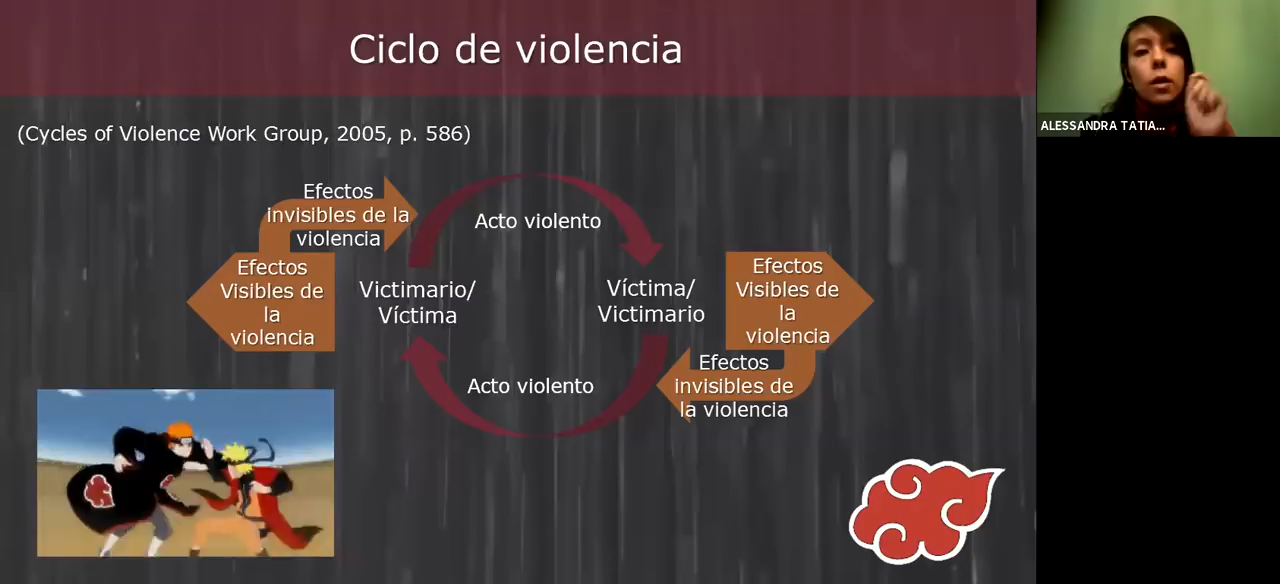 Ciclo de violencia
ALESSANDRA TATIA...
(Cycles of Violence Work Group, 2005, p. 586)
Efectos
invisibles de la
violencia
Acto violento
Efectos
Visibles de
la
violencia
Victimario/
Víctima
Víctima/
Victimario
Efectos
Visibles de
la
violencia
Acto violento
Efectos
invisibles de
la violencia